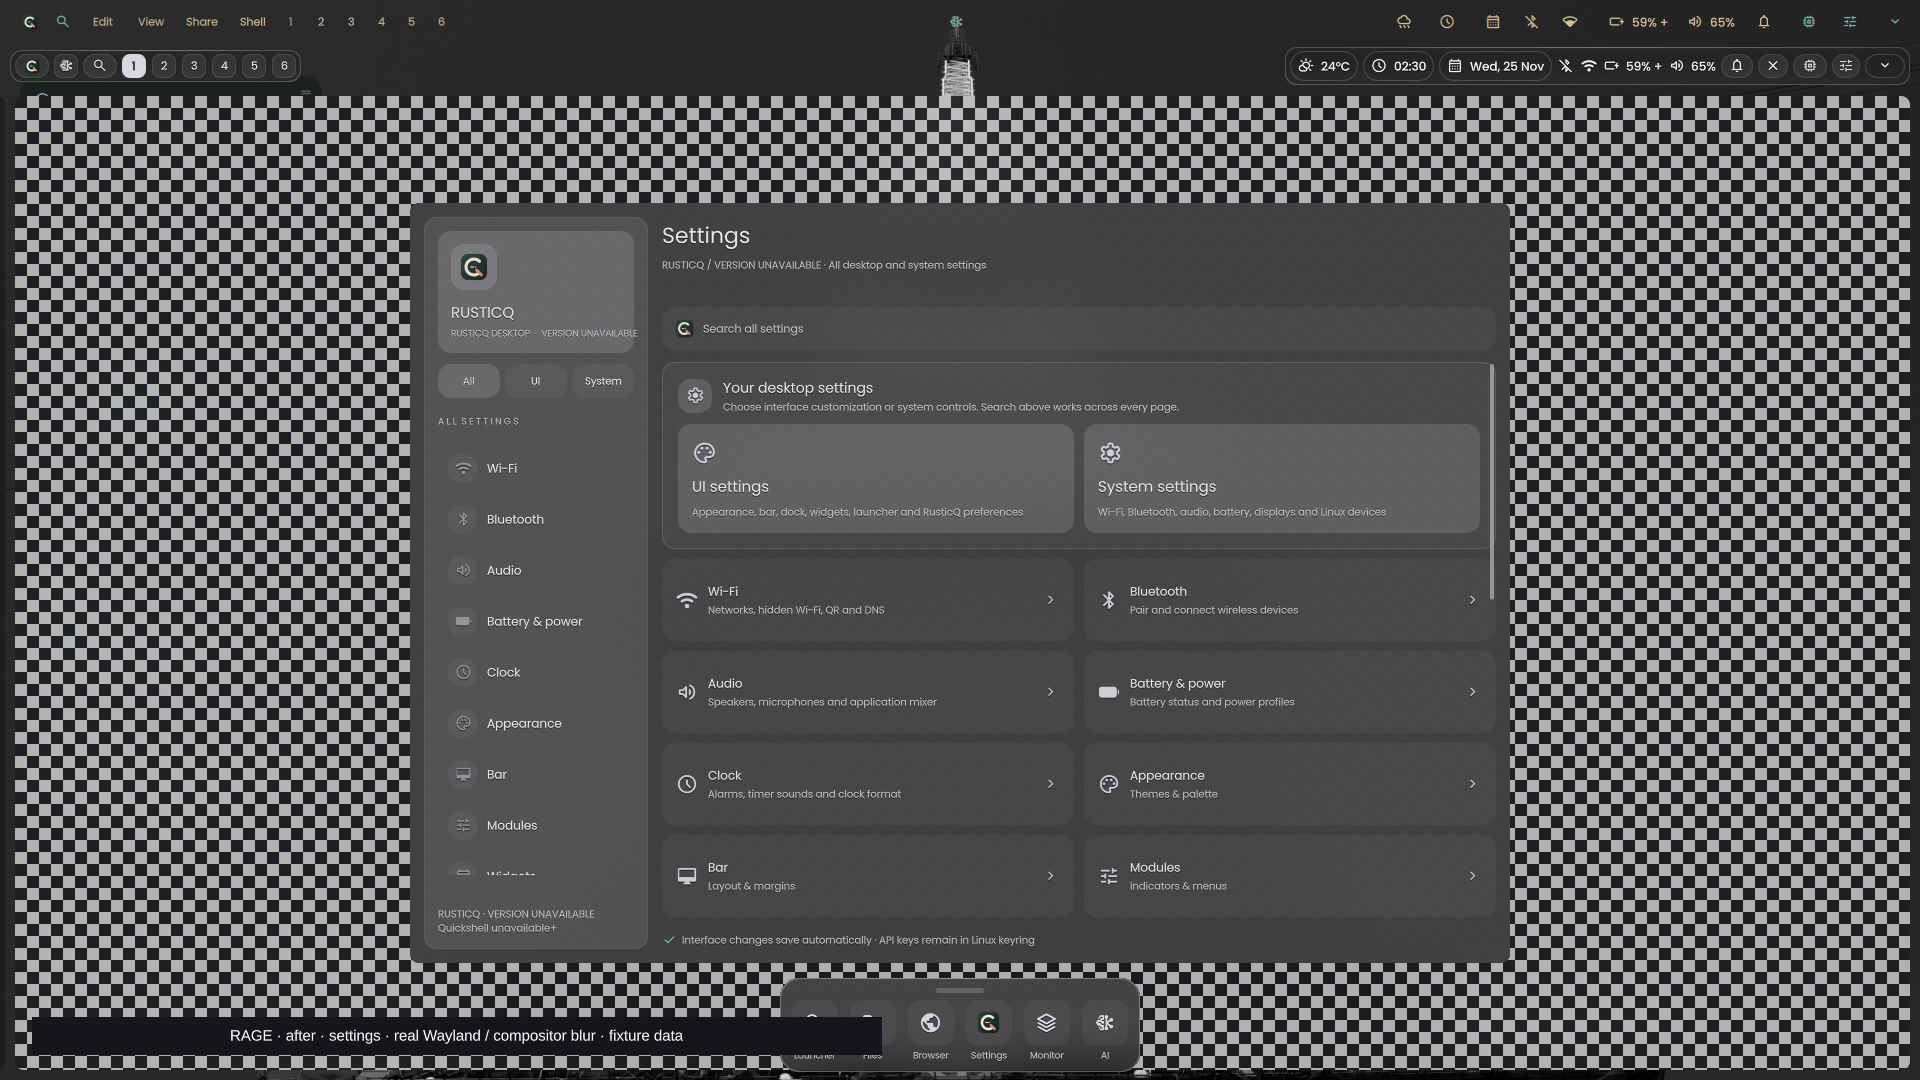 Edit View Share Shell 1 2 3 4 5 6
59% + 65%
1 2 3 4 5 6
24°C 02:30 Wed, 25 Nov 59% + 65%
RUSTICQ
RUSTICQ DESKTOP · VERSION UNAVAILABLE
All UI System
ALL SETTINGS
Wi-Fi
Bluetooth
Audio
Battery & power
Clock
Appearance
Bar
Modules
Widgets
RUSTICQ · VERSION UNAVAILABLE
Quickshell unavailable+
Settings
RUSTICQ / VERSION UNAVAILABLE · All desktop and system settings
Search all settings
Your desktop settings
Choose interface customization or system controls. Search above works across every page.
UI settings
Appearance, bar, dock, widgets, launcher and RusticQ preferences
System settings
Wi-Fi, Bluetooth, audio, battery, displays and Linux devices
Wi-Fi
Networks, hidden Wi-Fi, QR and DNS
Bluetooth
Pair and connect wireless devices
Audio
Speakers, microphones and application mixer
Battery & power
Battery status and power profiles
Clock
Alarms, timer sounds and clock format
Appearance
Themes & palette
Bar
Layout & margins
Modules
Indicators & menus
Interface changes save automatically · API keys remain in Linux keyring
RAGE · after · settings · real Wayland / compositor blur · fixture data
Launcher Files Browser Settings Monitor AI